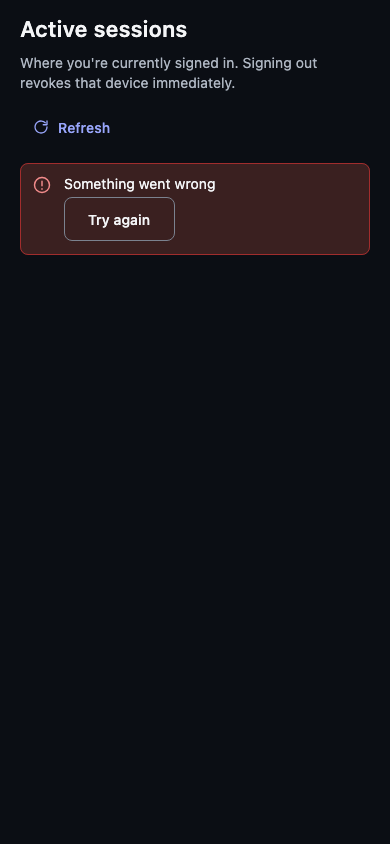 Active sessions
Where you're currently signed in. Signing out
revokes that device immediately.
Refresh
Something went wrong
Try again